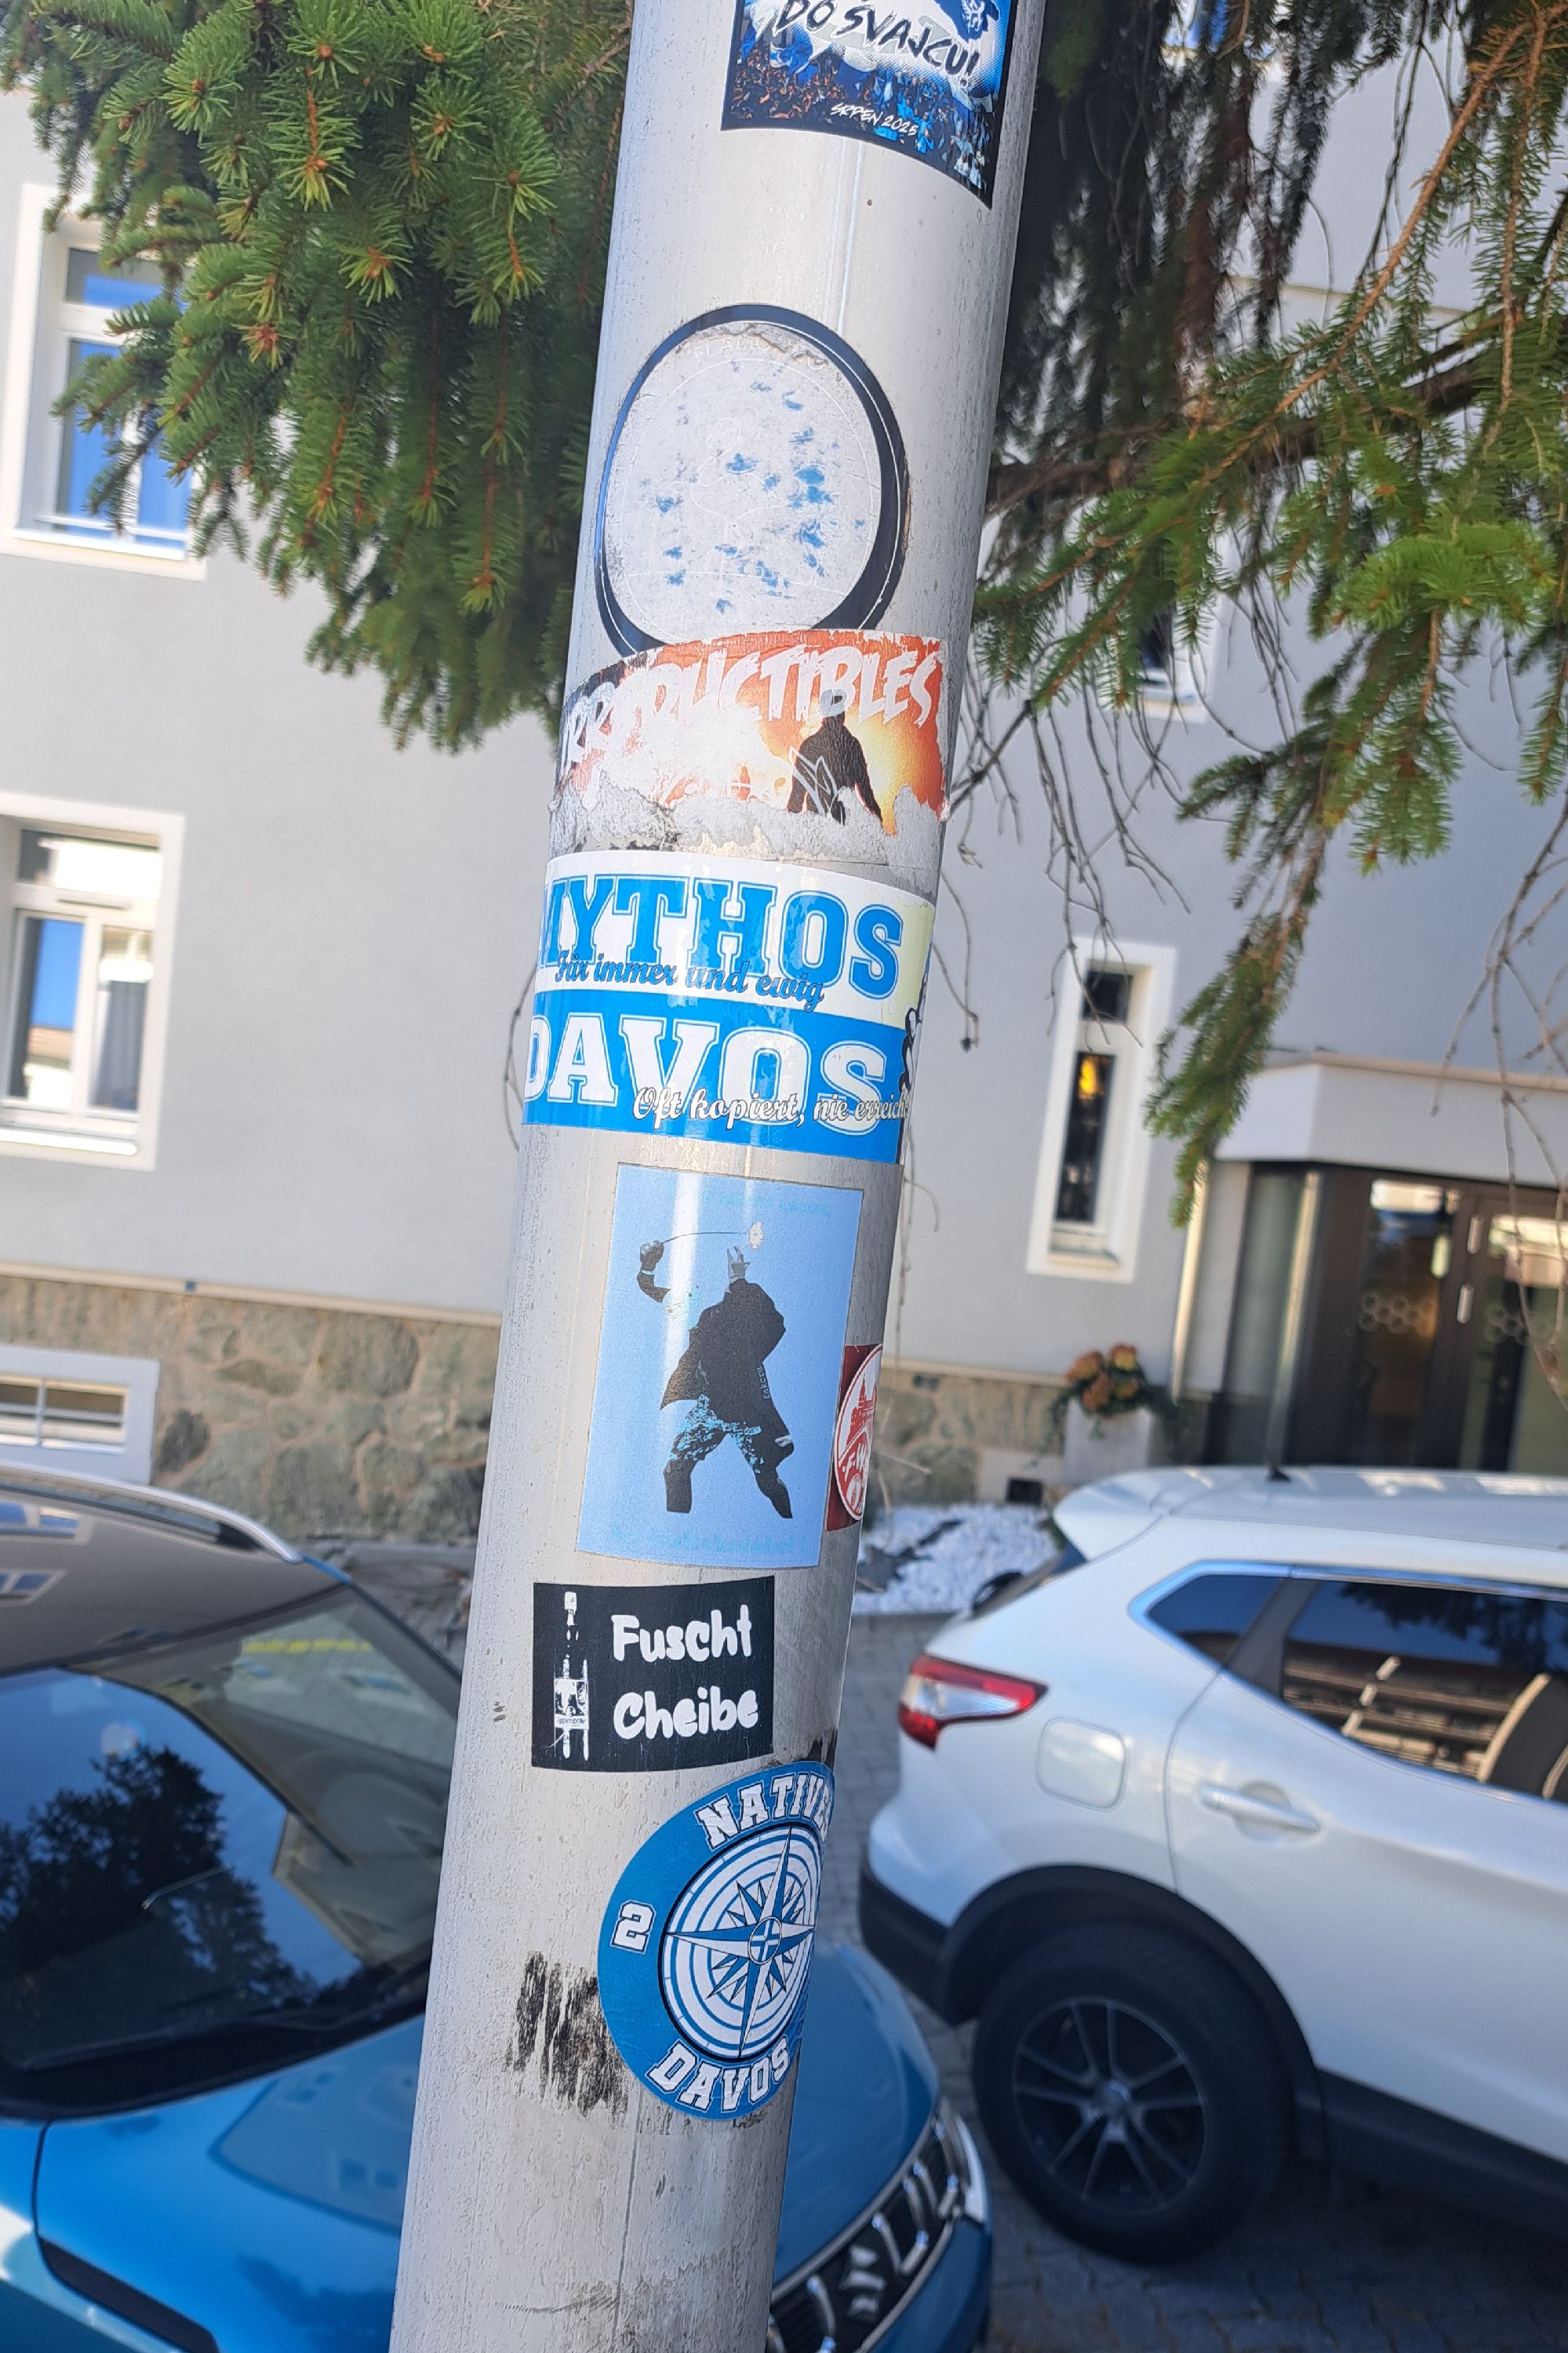 DO ŠVAJCU!
SRPEN 2025
IRREDUCTIBLES
MYTHOS
Für immer und ewig
DAVOS
Oft kopiert, nie erreicht
Fuscht
Cheibe
NATIVE
2
DAVOS